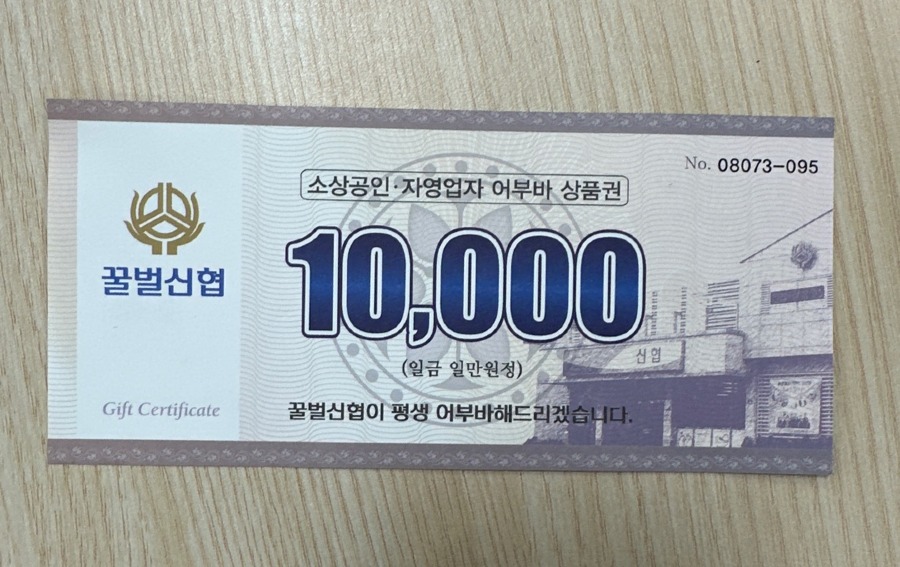 No. 08073-095
소상공인·자영업자 어부바 상품권
꿀벌신협
10,000
신협
(일금 일만원정)
Gift Certificate
꿀벌신협이 평생 어부바해드리겠습니다.